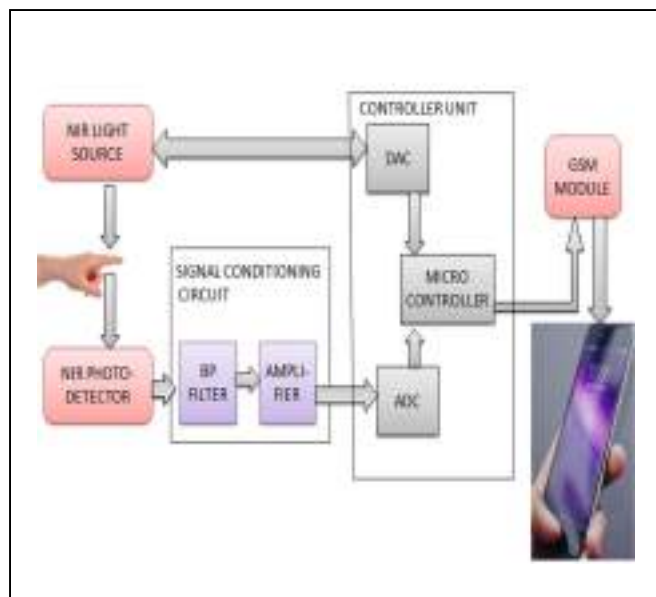 NIR LIGHT
SOURCE
CONTROLLER UNIT
DAC
GSM
MODULE
SIGNAL CONDITIONING
CIRCUIT
MICRO
CONTROLLER
NIR PHOTO-
DETECTOR
BP
FILTER
AMPLI-
FIER
ADC